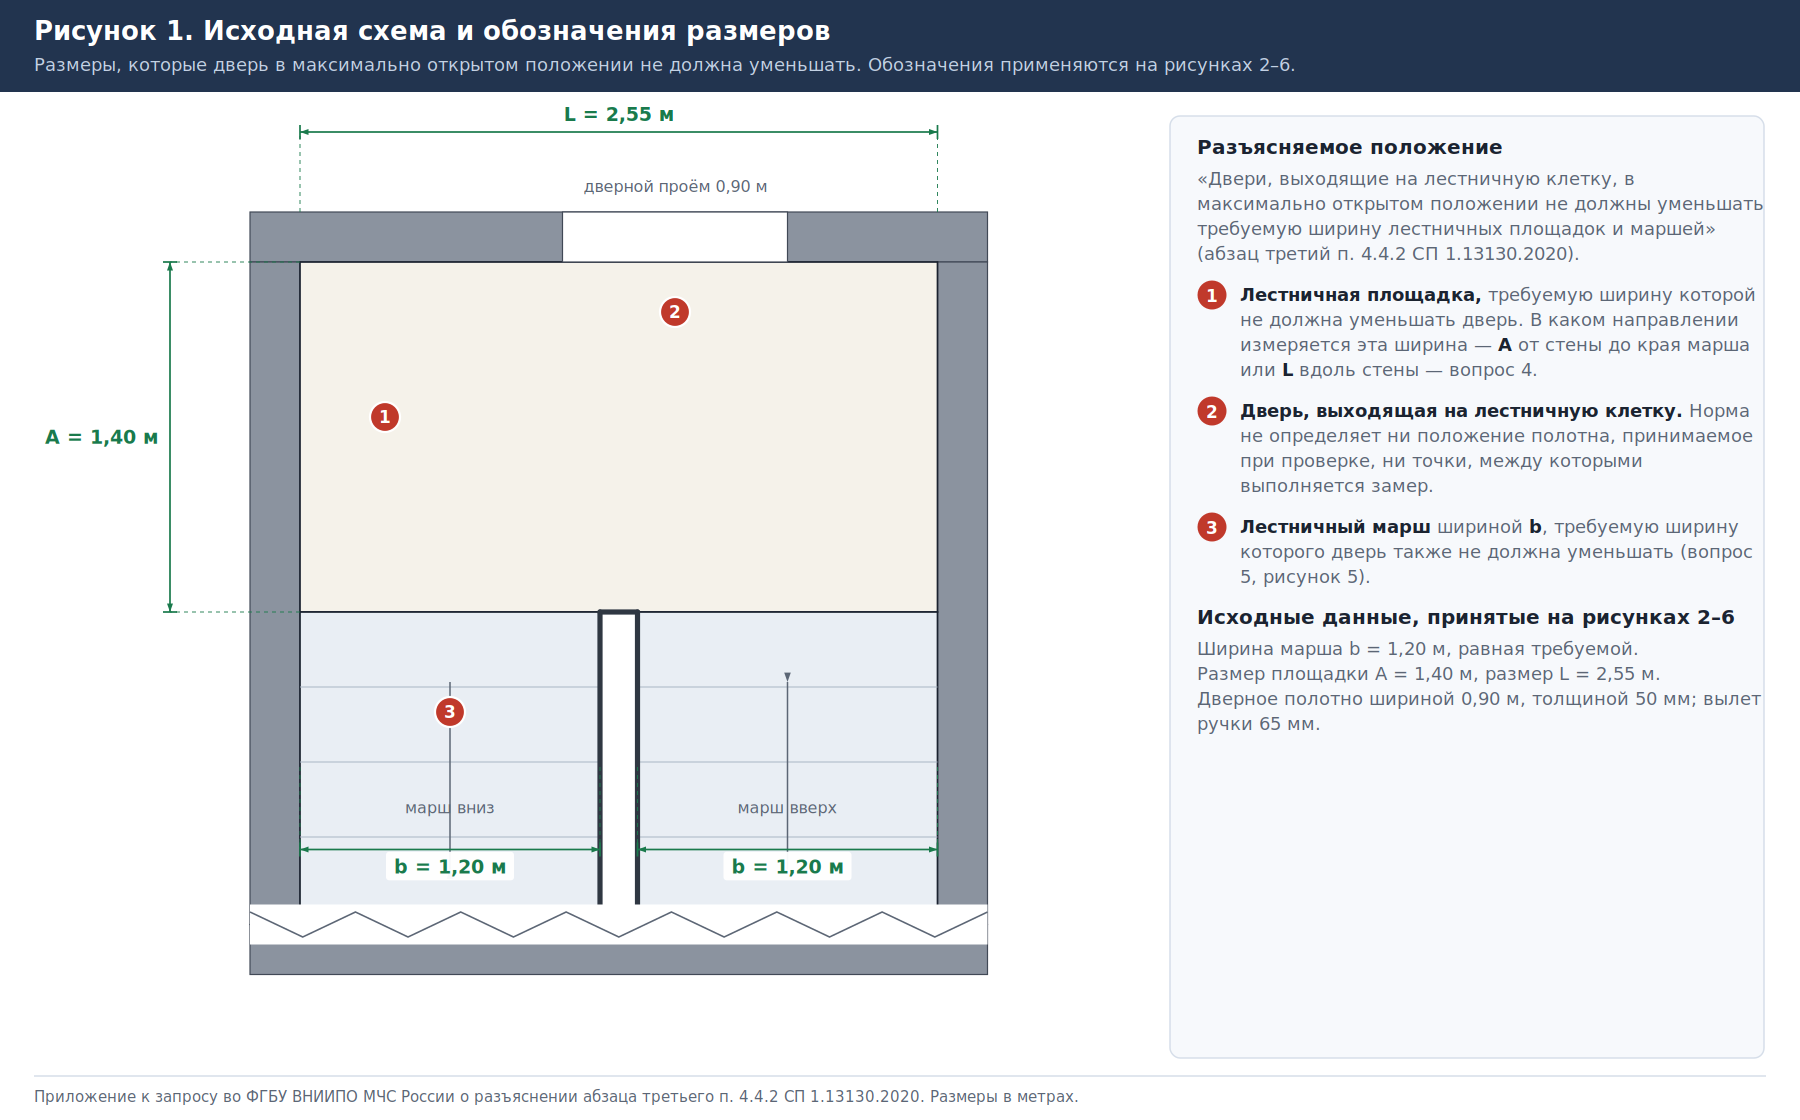 Рисунок 1. Исходная схема и обозначения размеров
Размеры, которые дверь в максимально открытом положении не должна уменьшать. Обозначения применяются на рисунках 2–6.
L = 2,55 м
дверной проём 0,90 м
2
1
A = 1,40 м
3
марш вниз
марш вверх
b = 1,20 м
b = 1,20 м
Разъясняемое положение
«Двери, выходящие на лестничную клетку, в
максимально открытом положении не должны уменьшать
требуемую ширину лестничных площадок и маршей»
(абзац третий п. 4.4.2 СП 1.13130.2020).
1 Лестничная площадка, требуемую ширину которой
не должна уменьшать дверь. В каком направлении
измеряется эта ширина — A от стены до края марша
или L вдоль стены — вопрос 4.
2 Дверь, выходящая на лестничную клетку. Норма
не определяет ни положение полотна, принимаемое
при проверке, ни точки, между которыми
выполняется замер.
3 Лестничный марш шириной b, требуемую ширину
которого дверь также не должна уменьшать (вопрос
5, рисунок 5).
Исходные данные, принятые на рисунках 2–6
Ширина марша b = 1,20 м, равная требуемой.
Размер площадки A = 1,40 м, размер L = 2,55 м.
Дверное полотно шириной 0,90 м, толщиной 50 мм; вылет
ручки 65 мм.
Приложение к запросу во ФГБУ ВНИИПО МЧС России о разъяснении абзаца третьего п. 4.4.2 СП 1.13130.2020. Размеры в метрах.